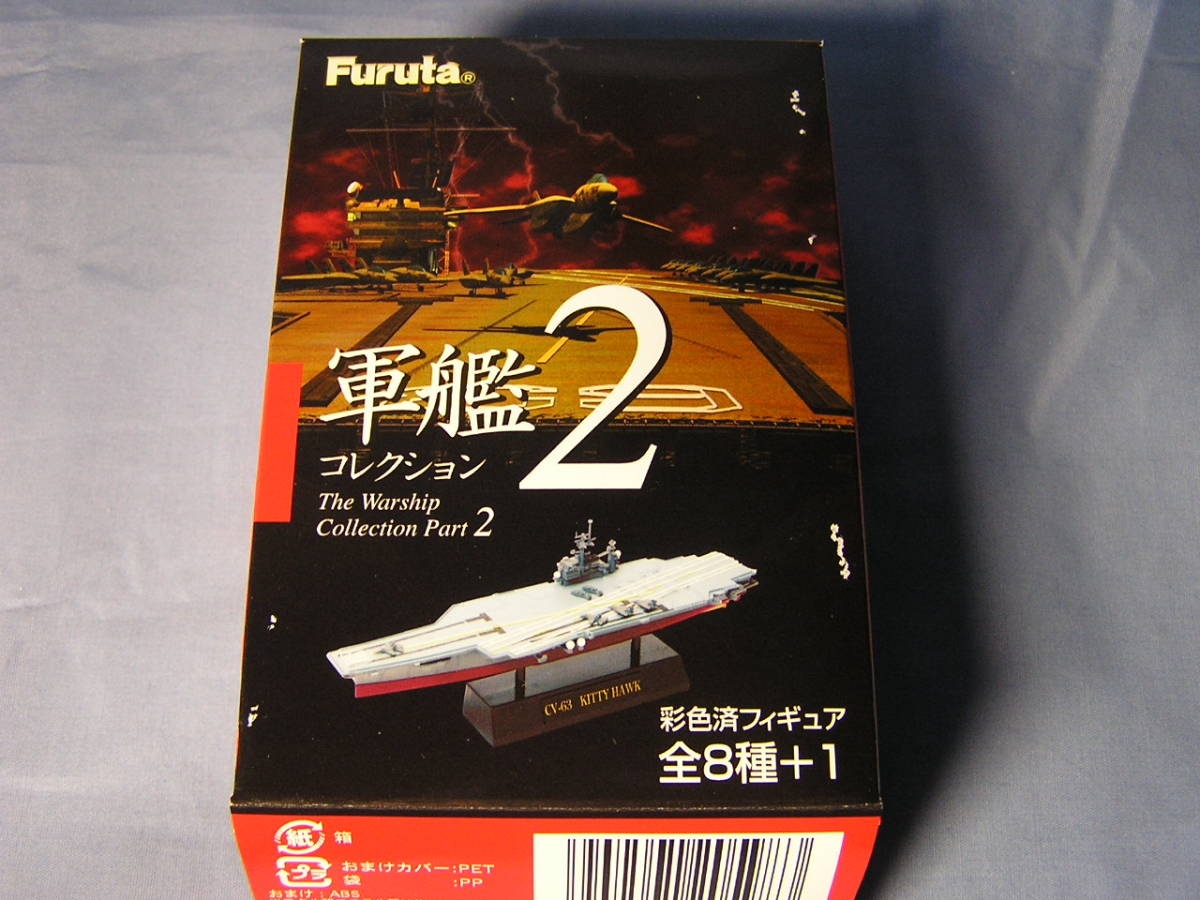 Furuta®
軍艦2
コレクション
The Warship
Collection Part 2
CV-63 KITTY HAWK
彩色済フィギュア
全8種+1
紙 箱
プラ おまけカバー:PET
袋 :PP
おまけ:ABS